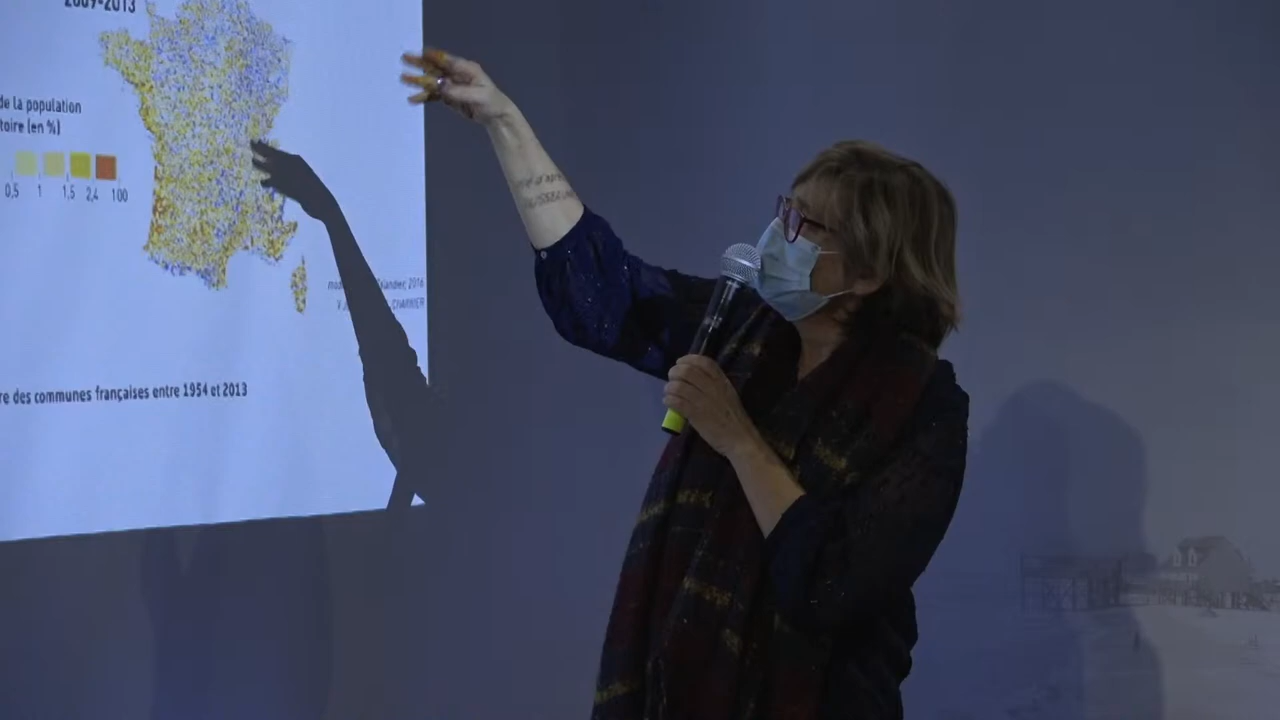 2009-2013
de la population
toire (en %)
0,5 1 1,5 2,4 100
2016
CHARRIER
re des communes françaises entre 1954 et 2013